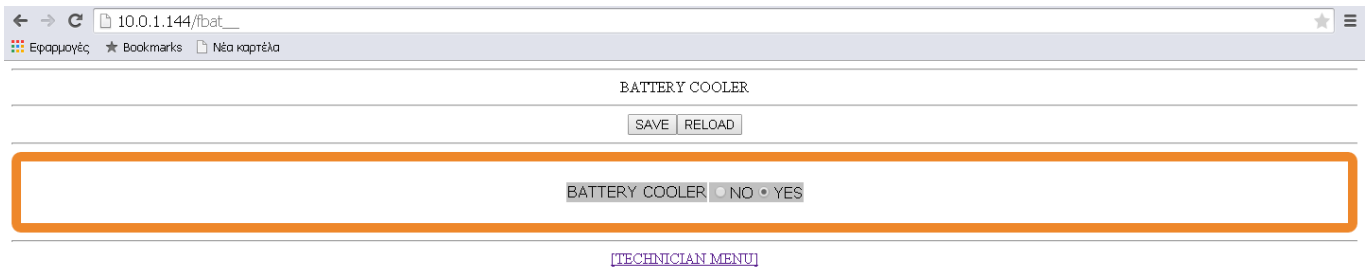 10.0.1.144/fbat__
Εφαρμογές Bookmarks Νέα καρτέλα
BATTERY COOLER
SAVE RELOAD
BATTERY COOLER NO YES
[TECHNICIAN MENU]